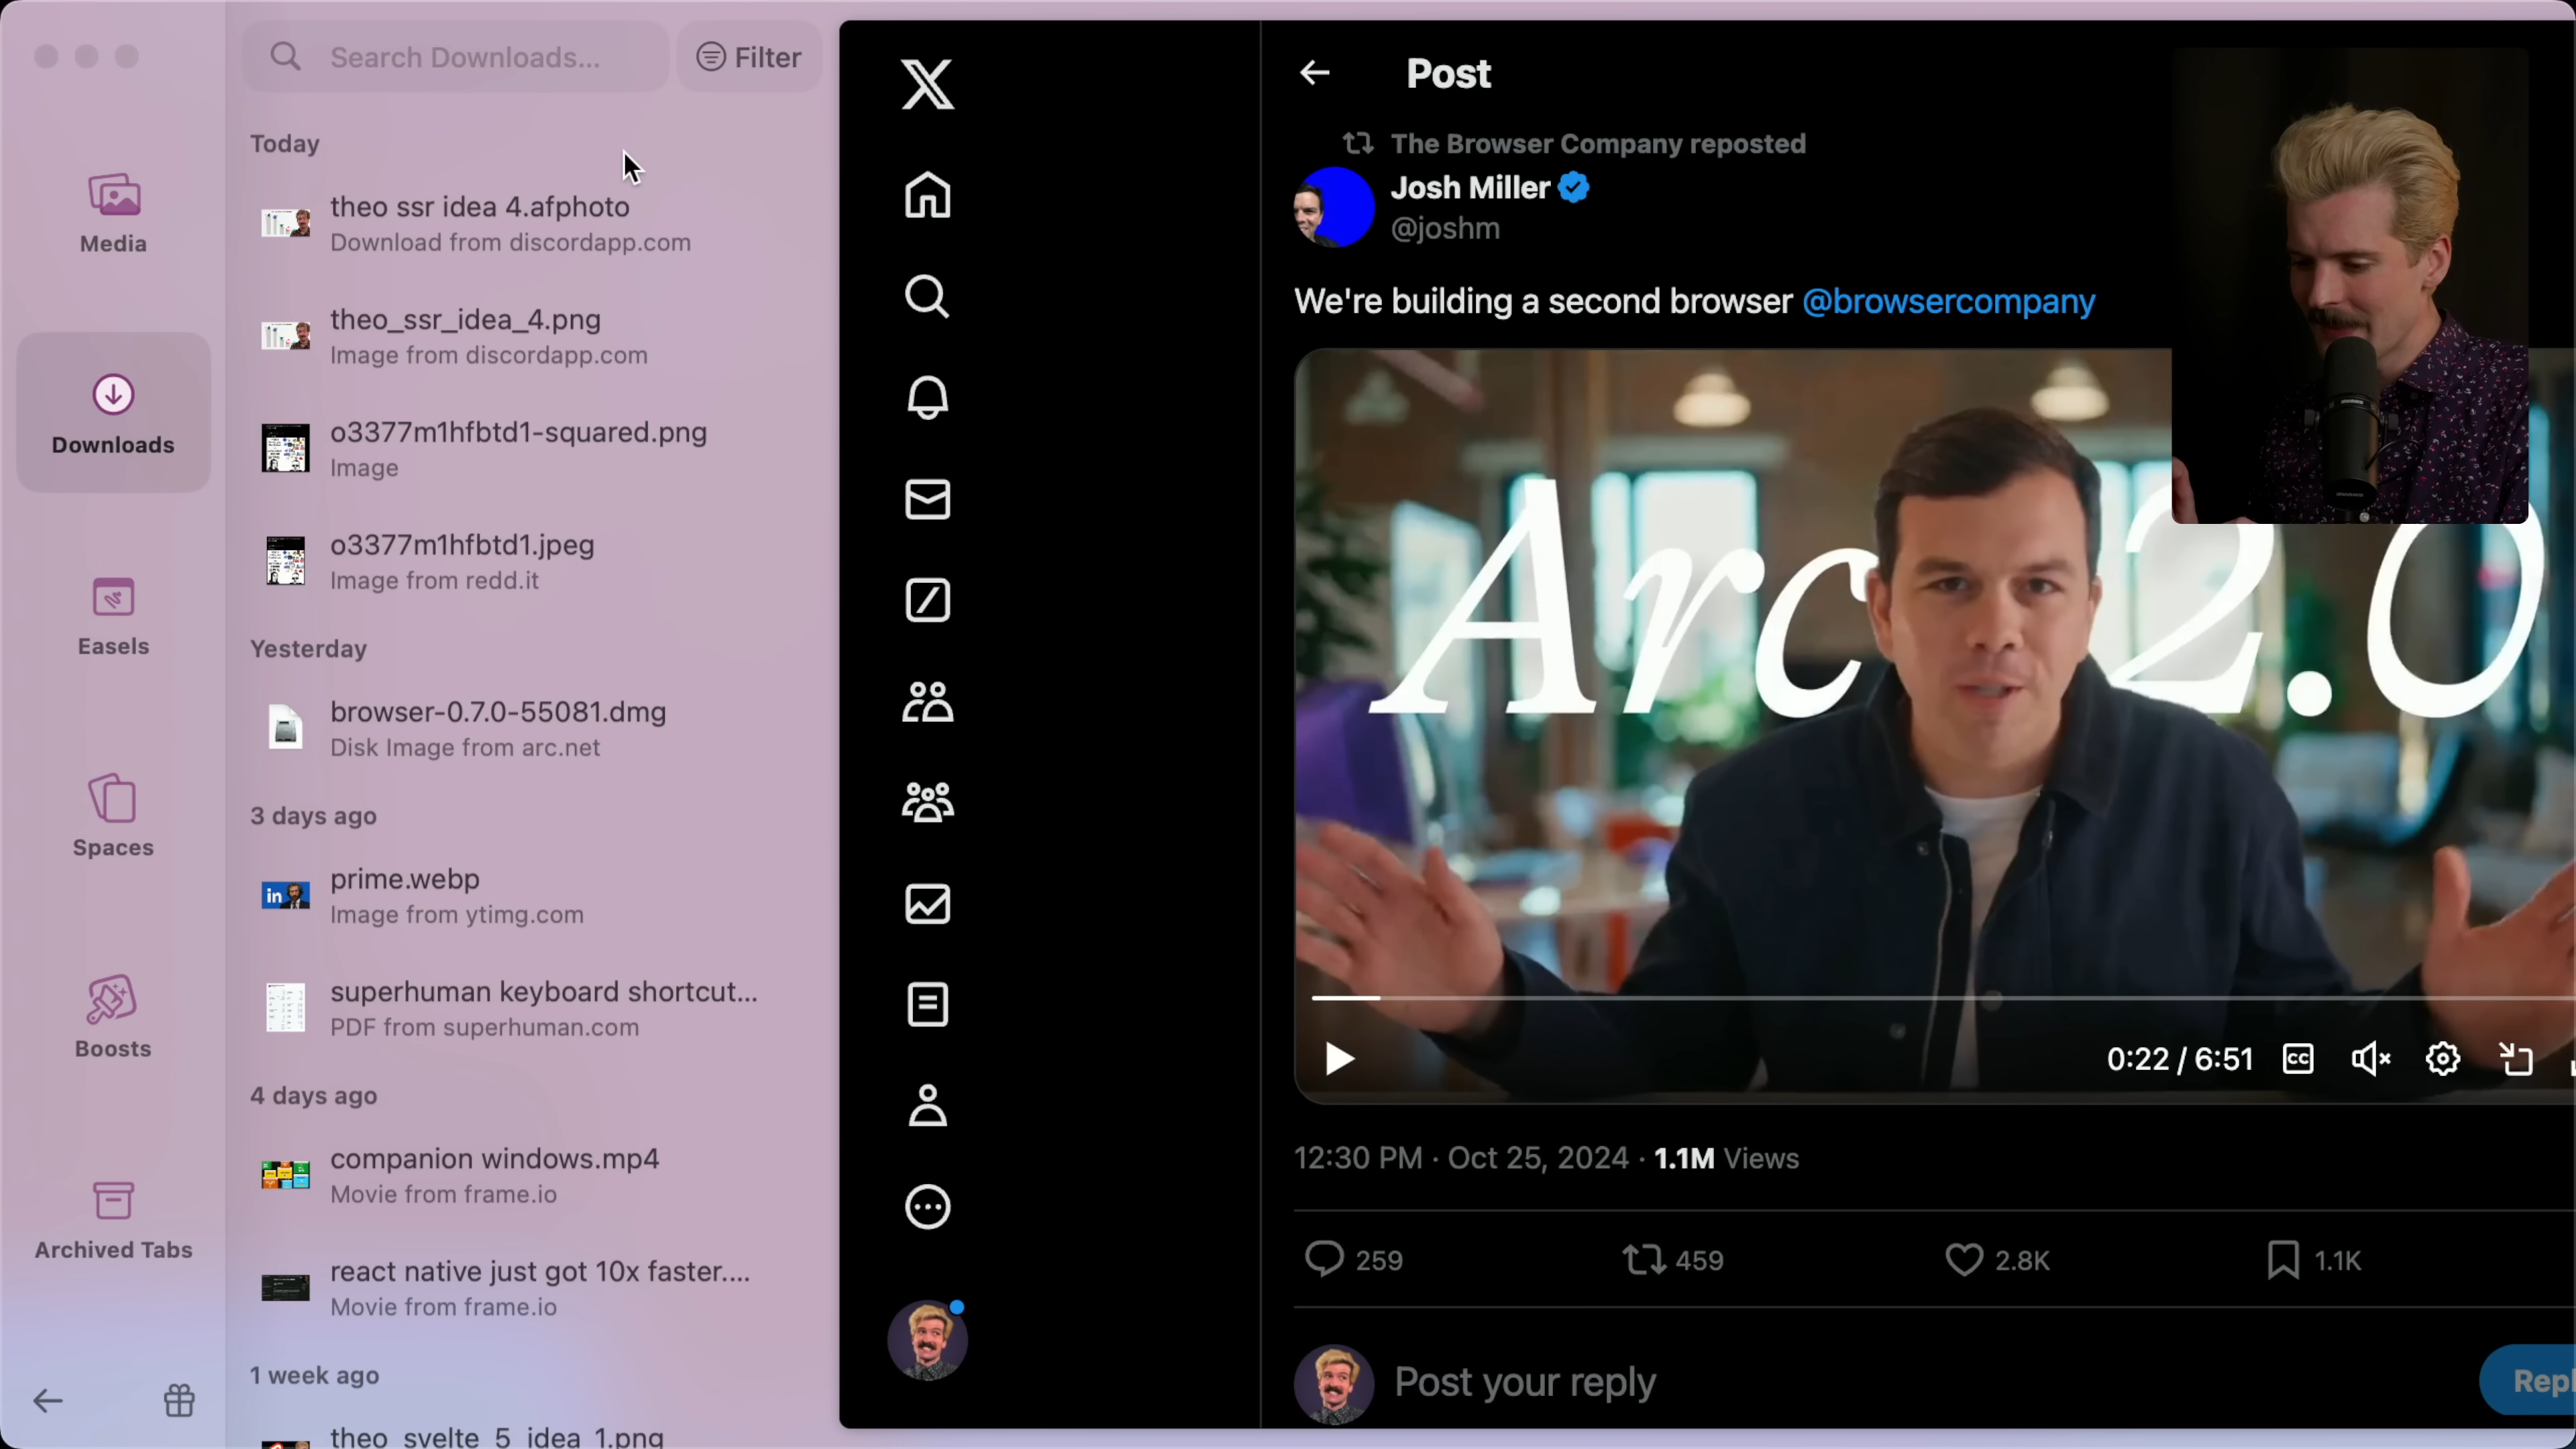 Search Downloads...
Filter
Media
Downloads
Easels
Spaces
Boosts
Archived Tabs
Today
theo ssr idea 4.afphoto
Download from discordapp.com
theo_ssr_idea_4.png
Image from discordapp.com
o3377m1hfbtd1-squared.png
Image
o3377m1hfbtd1.jpeg
Image from redd.it
Yesterday
browser-0.7.0-55081.dmg
Disk Image from arc.net
3 days ago
prime.webp
in
Image from ytimg.com
superhuman keyboard shortcut...
PDF from superhuman.com
4 days ago
companion windows.mp4
Movie from frame.io
react native just got 10x faster....
Movie from frame.io
1 week ago
theo_svelte_5_idea_1.png
Post
The Browser Company reposted
Josh Miller
@joshm
We're building a second browser @browsercompany
Arc 2.0
0:22 / 6:51
CC
12:30 PM · Oct 25, 2024 · 1.1M Views
259
459
2.8K
1.1K
Post your reply
Repl